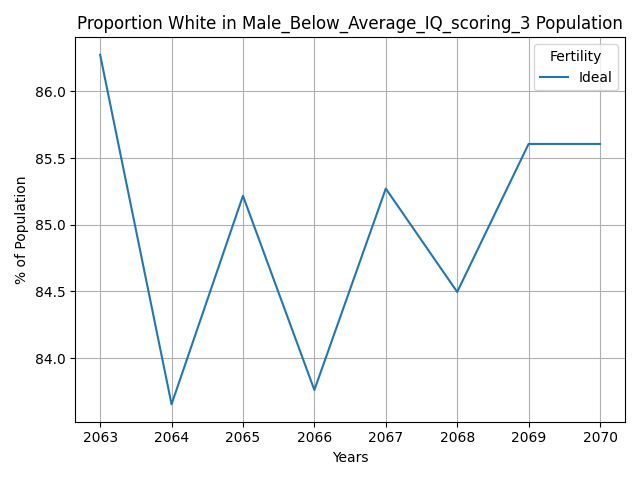 Proportion White in Male_Below_Average_IQ_scoring_3 Population
Fertility
Ideal
86.0
85.5
85.0
84.5
84.0
% of Population
2063 2064 2065 2066 2067 2068 2069 2070
Years